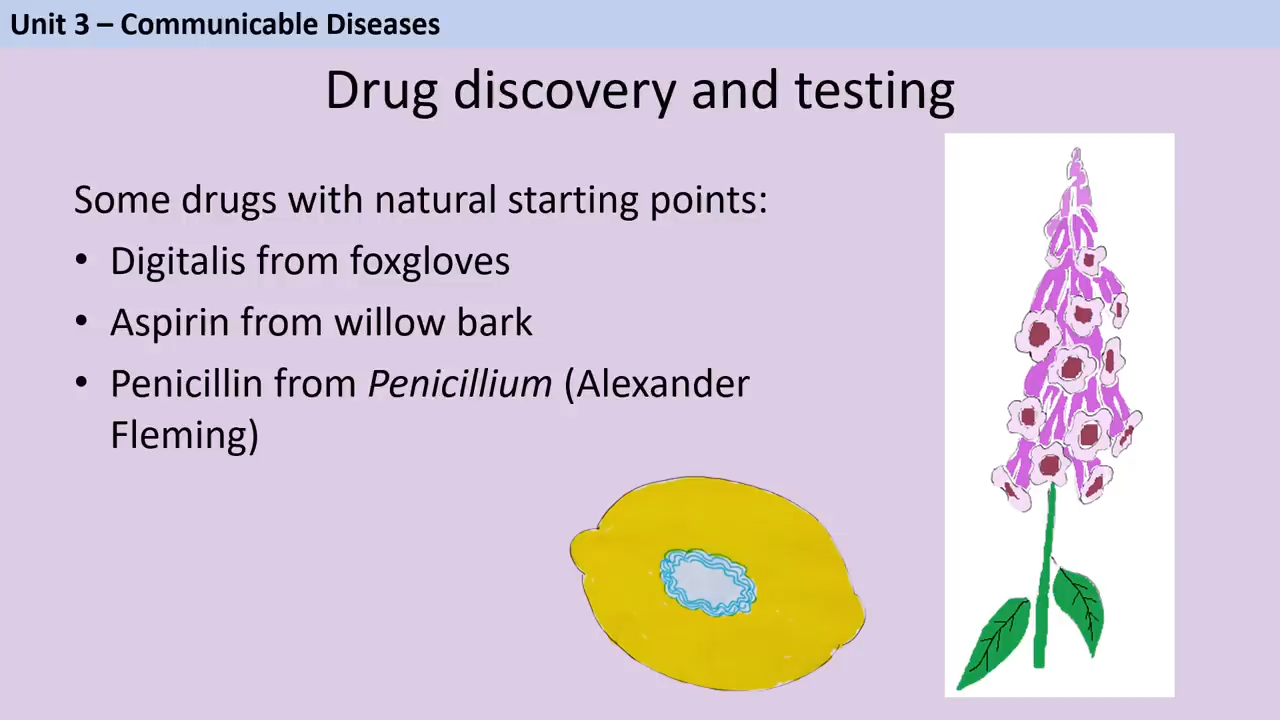 Unit 3 – Communicable Diseases
Drug discovery and testing
Some drugs with natural starting points:
• Digitalis from foxgloves
• Aspirin from willow bark
• Penicillin from Penicillium (Alexander
Fleming)